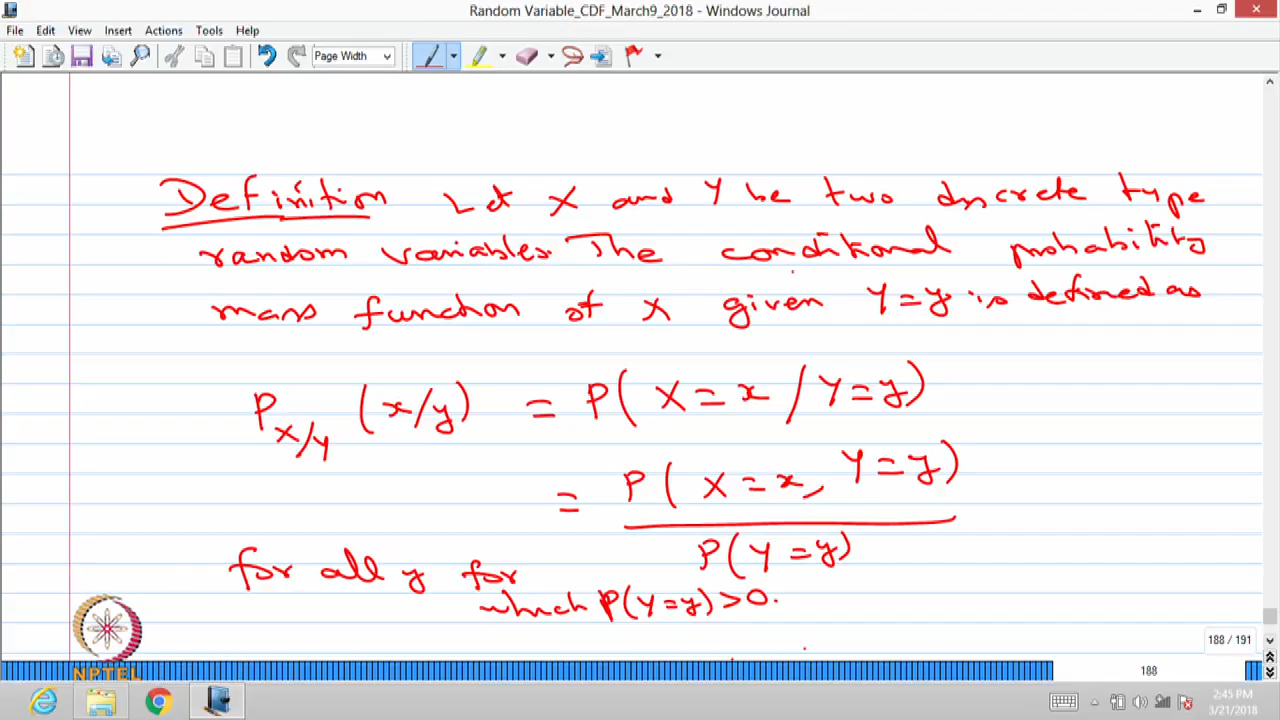 Random Variable_CDF_March9_2018 - Windows Journal
File Edit View Insert Actions Tools Help
Page Width
Definition Let X and Y be two discrete type
random variables. The conditional probability
mass function of X given Y=y is defined as
P_{X/Y} (x/y) = P( X=x / Y=y)
= P( X=x, Y=y)
P(Y=y)
for all y for
which P(Y=y)>0.
NPTEL
188 / 191
188
2:45 PM
3/21/2018